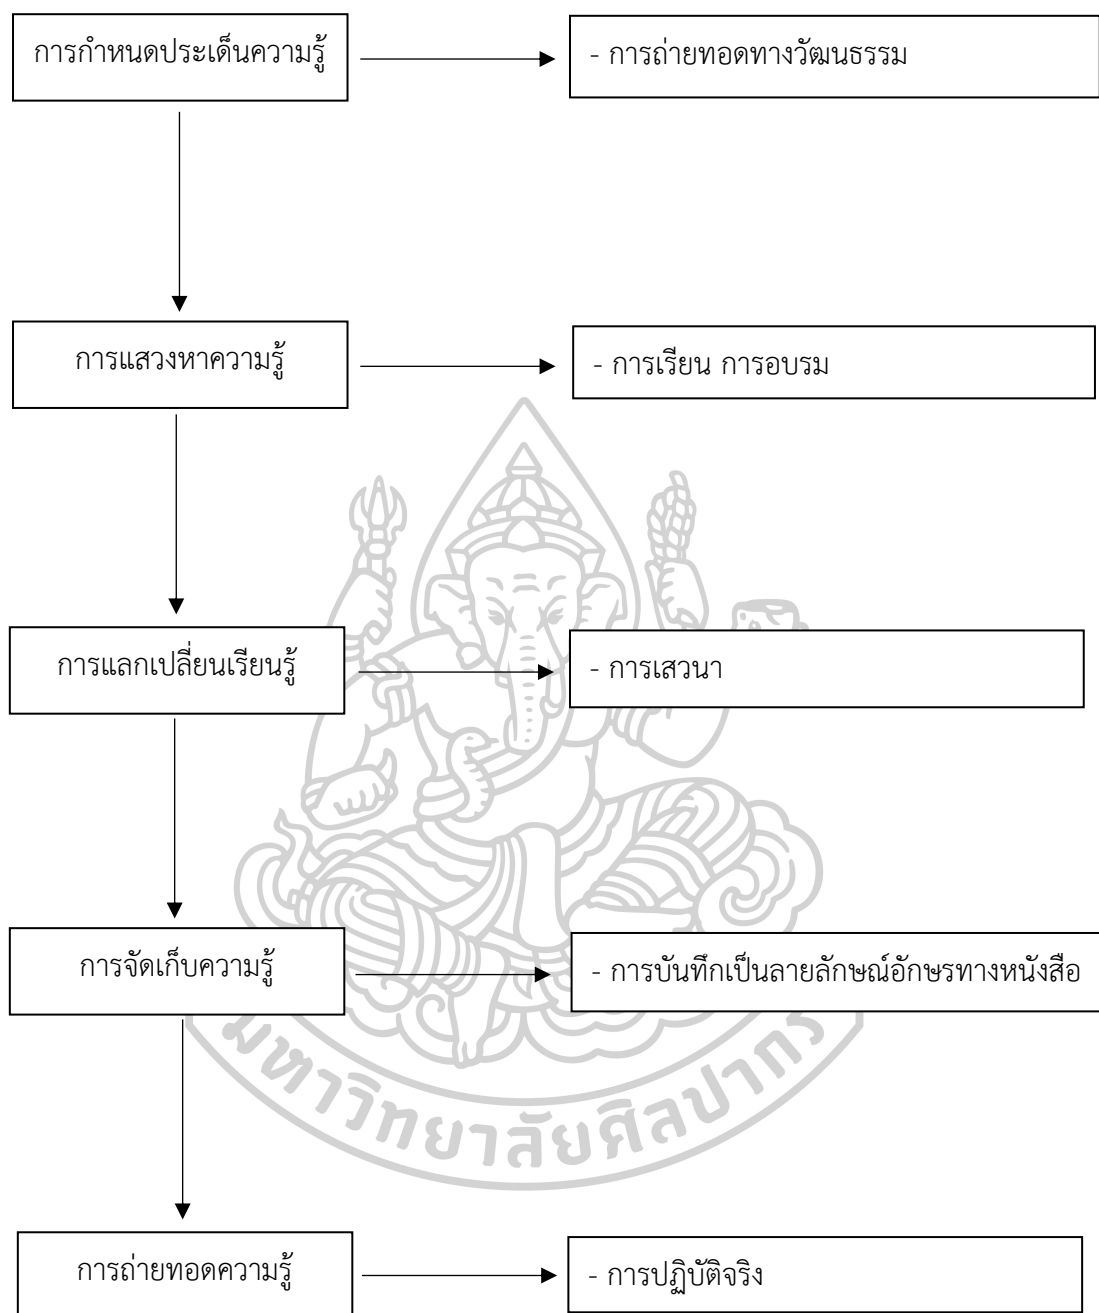 การกำหนดประเด็นความรู้
- การถ่ายทอดทางวัฒนธรรม
การแสวงหาความรู้
- การเรียน การอบรม
การแลกเปลี่ยนเรียนรู้
- การเสวนา
การจัดเก็บความรู้
- การบันทึกเป็นลายลักษณ์อักษรทางหนังสือ
มหาวิทยาลัยศิลปากร
การถ่ายทอดความรู้
- การปฏิบัติจริง